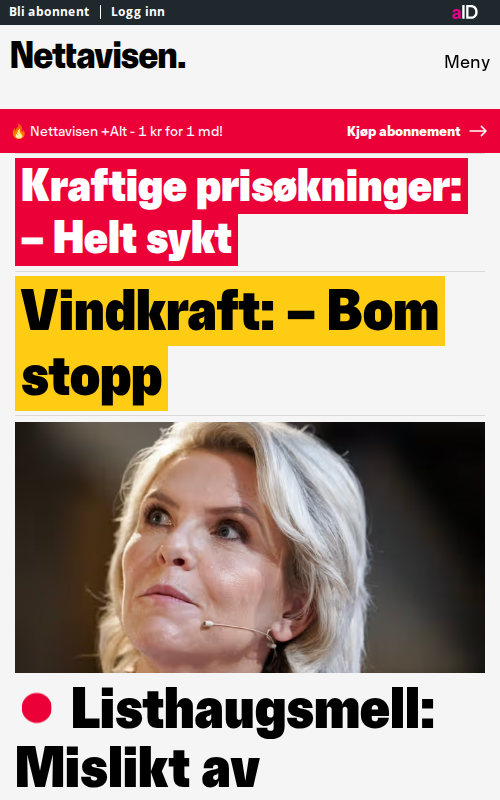 Bli abonnent | Logg inn aID
Nettavisen.
Meny
🔥 Nettavisen +Alt - 1 kr for 1 md! Kjøp abonnement →
Kraftige prisøkninger:
– Helt sykt
Vindkraft: – Bom
stopp
Listhaugsmell:
Mislikt av